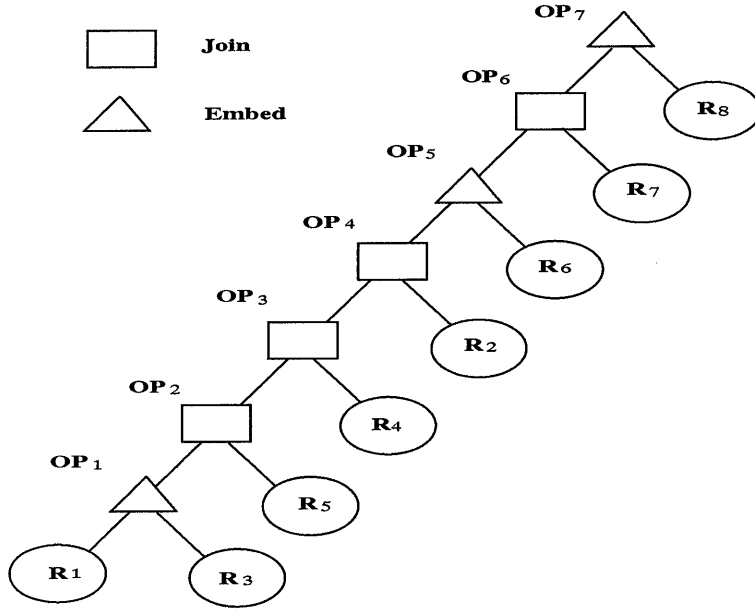 OP7
Join
OP6
R8
Embed
OP5
R7
OP4
R6
OP3
R2
OP2
R4
OP1
R5
R1
R3